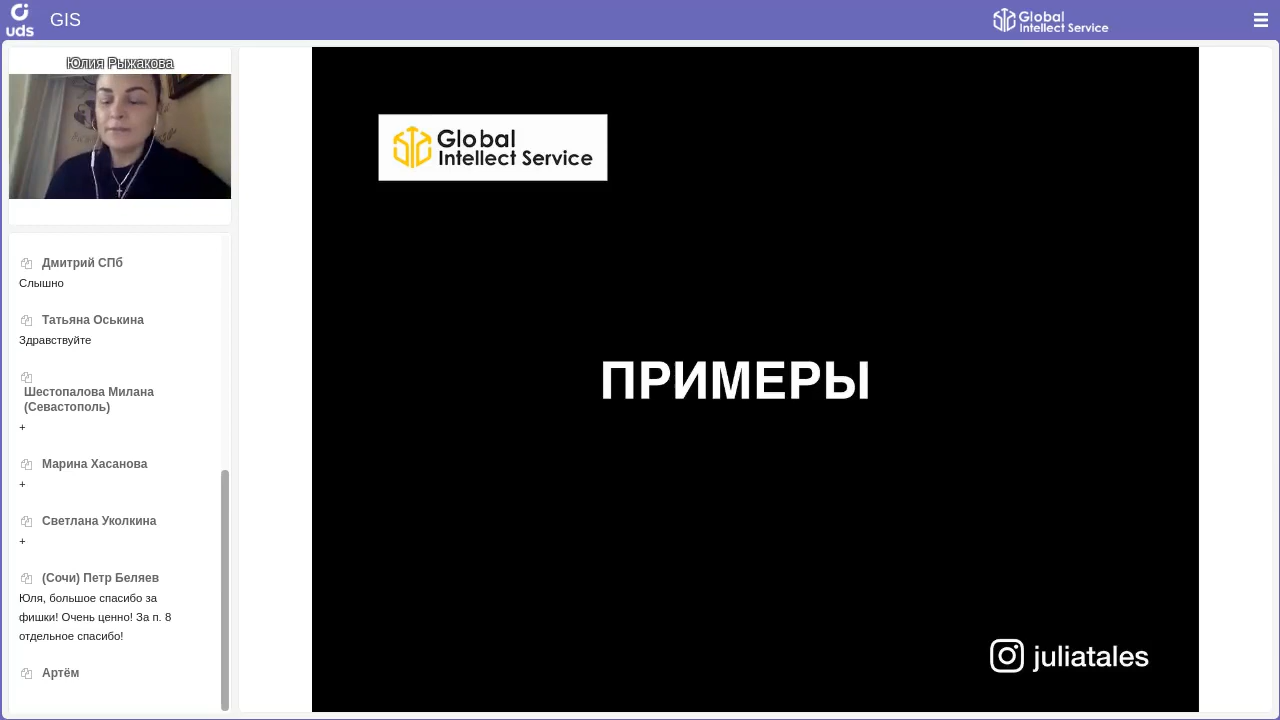 uds
GIS
Global
Intellect Service
Юлия Рыжакова
Дмитрий СПб
Слышно
Татьяна Оськина
Здравствуйте
Шестопалова Милана
(Севастополь)
+
Марина Хасанова
+
Светлана Уколкина
+
(Сочи) Петр Беляев
Юля, большое спасибо за
фишки! Очень ценно! За п. 8
отдельное спасибо!
Артём
Global
Intellect Service
ПРИМЕРЫ
juliatales